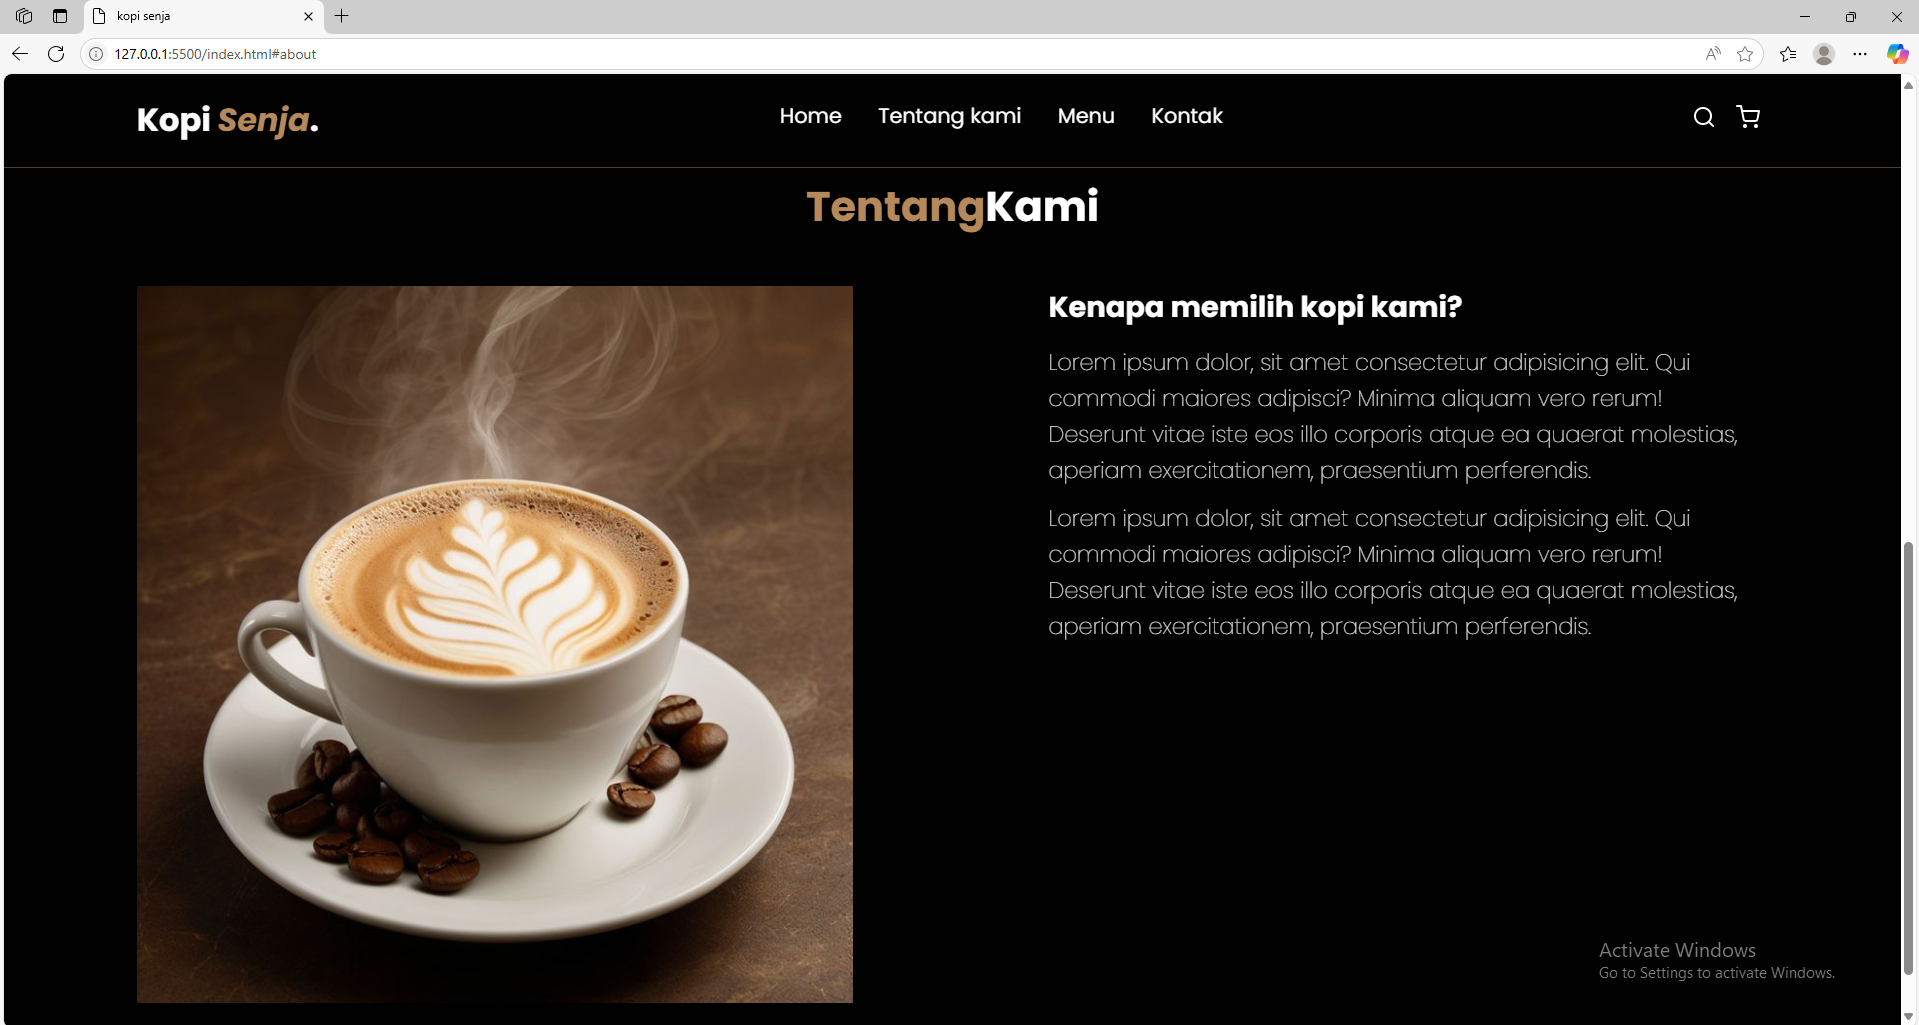 kopi senja
127.0.0.1:5500/index.html#about
Kopi Senja.
Home Tentang kami Menu Kontak
TentangKami
Kenapa memilih kopi kami?
Lorem ipsum dolor, sit amet consectetur adipisicing elit. Qui
commodi maiores adipisci? Minima aliquam vero rerum!
Deserunt vitae iste eos illo corporis atque ea quaerat molestias,
aperiam exercitationem, praesentium perferendis.
Lorem ipsum dolor, sit amet consectetur adipisicing elit. Qui
commodi maiores adipisci? Minima aliquam vero rerum!
Deserunt vitae iste eos illo corporis atque ea quaerat molestias,
aperiam exercitationem, praesentium perferendis.
Activate Windows
Go to Settings to activate Windows.